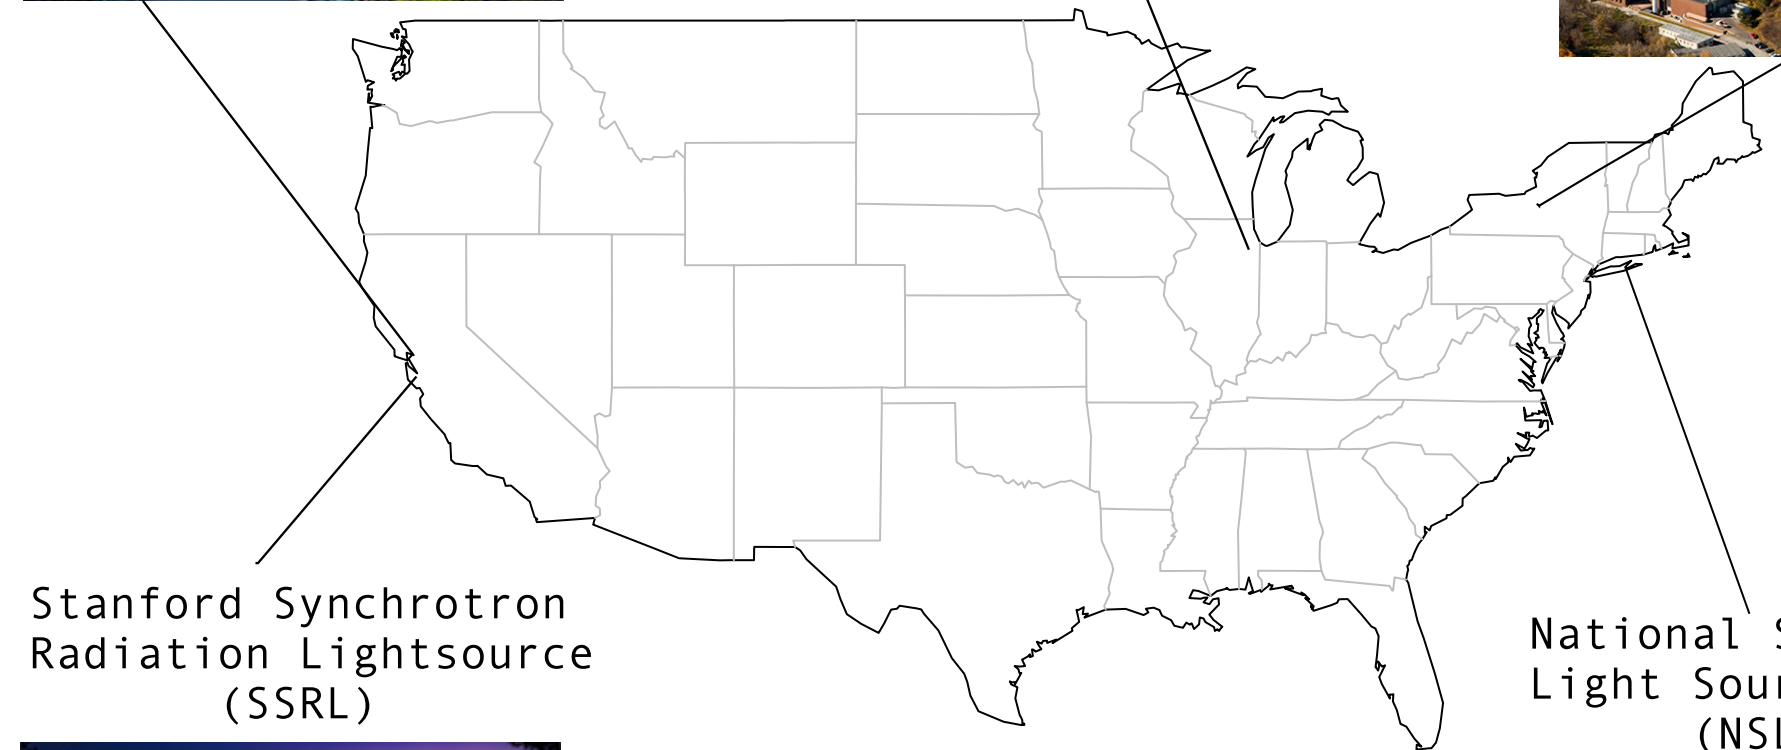 Stanford Synchrotron
Radiation Lightsource
(SSRL)
National
Light